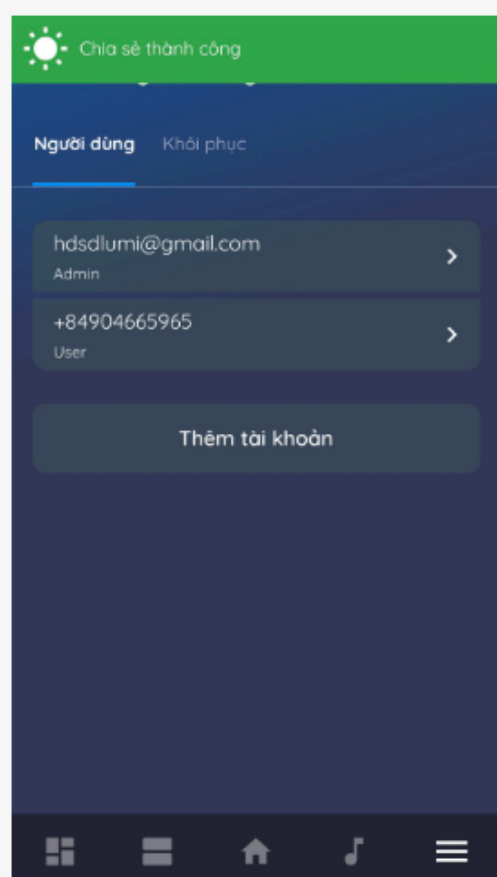 Chia sẻ thành công
Người dùng Khôi phục
hdsdlumi@gmail.com
Admin
+84904665965
User
Thêm tài khoản